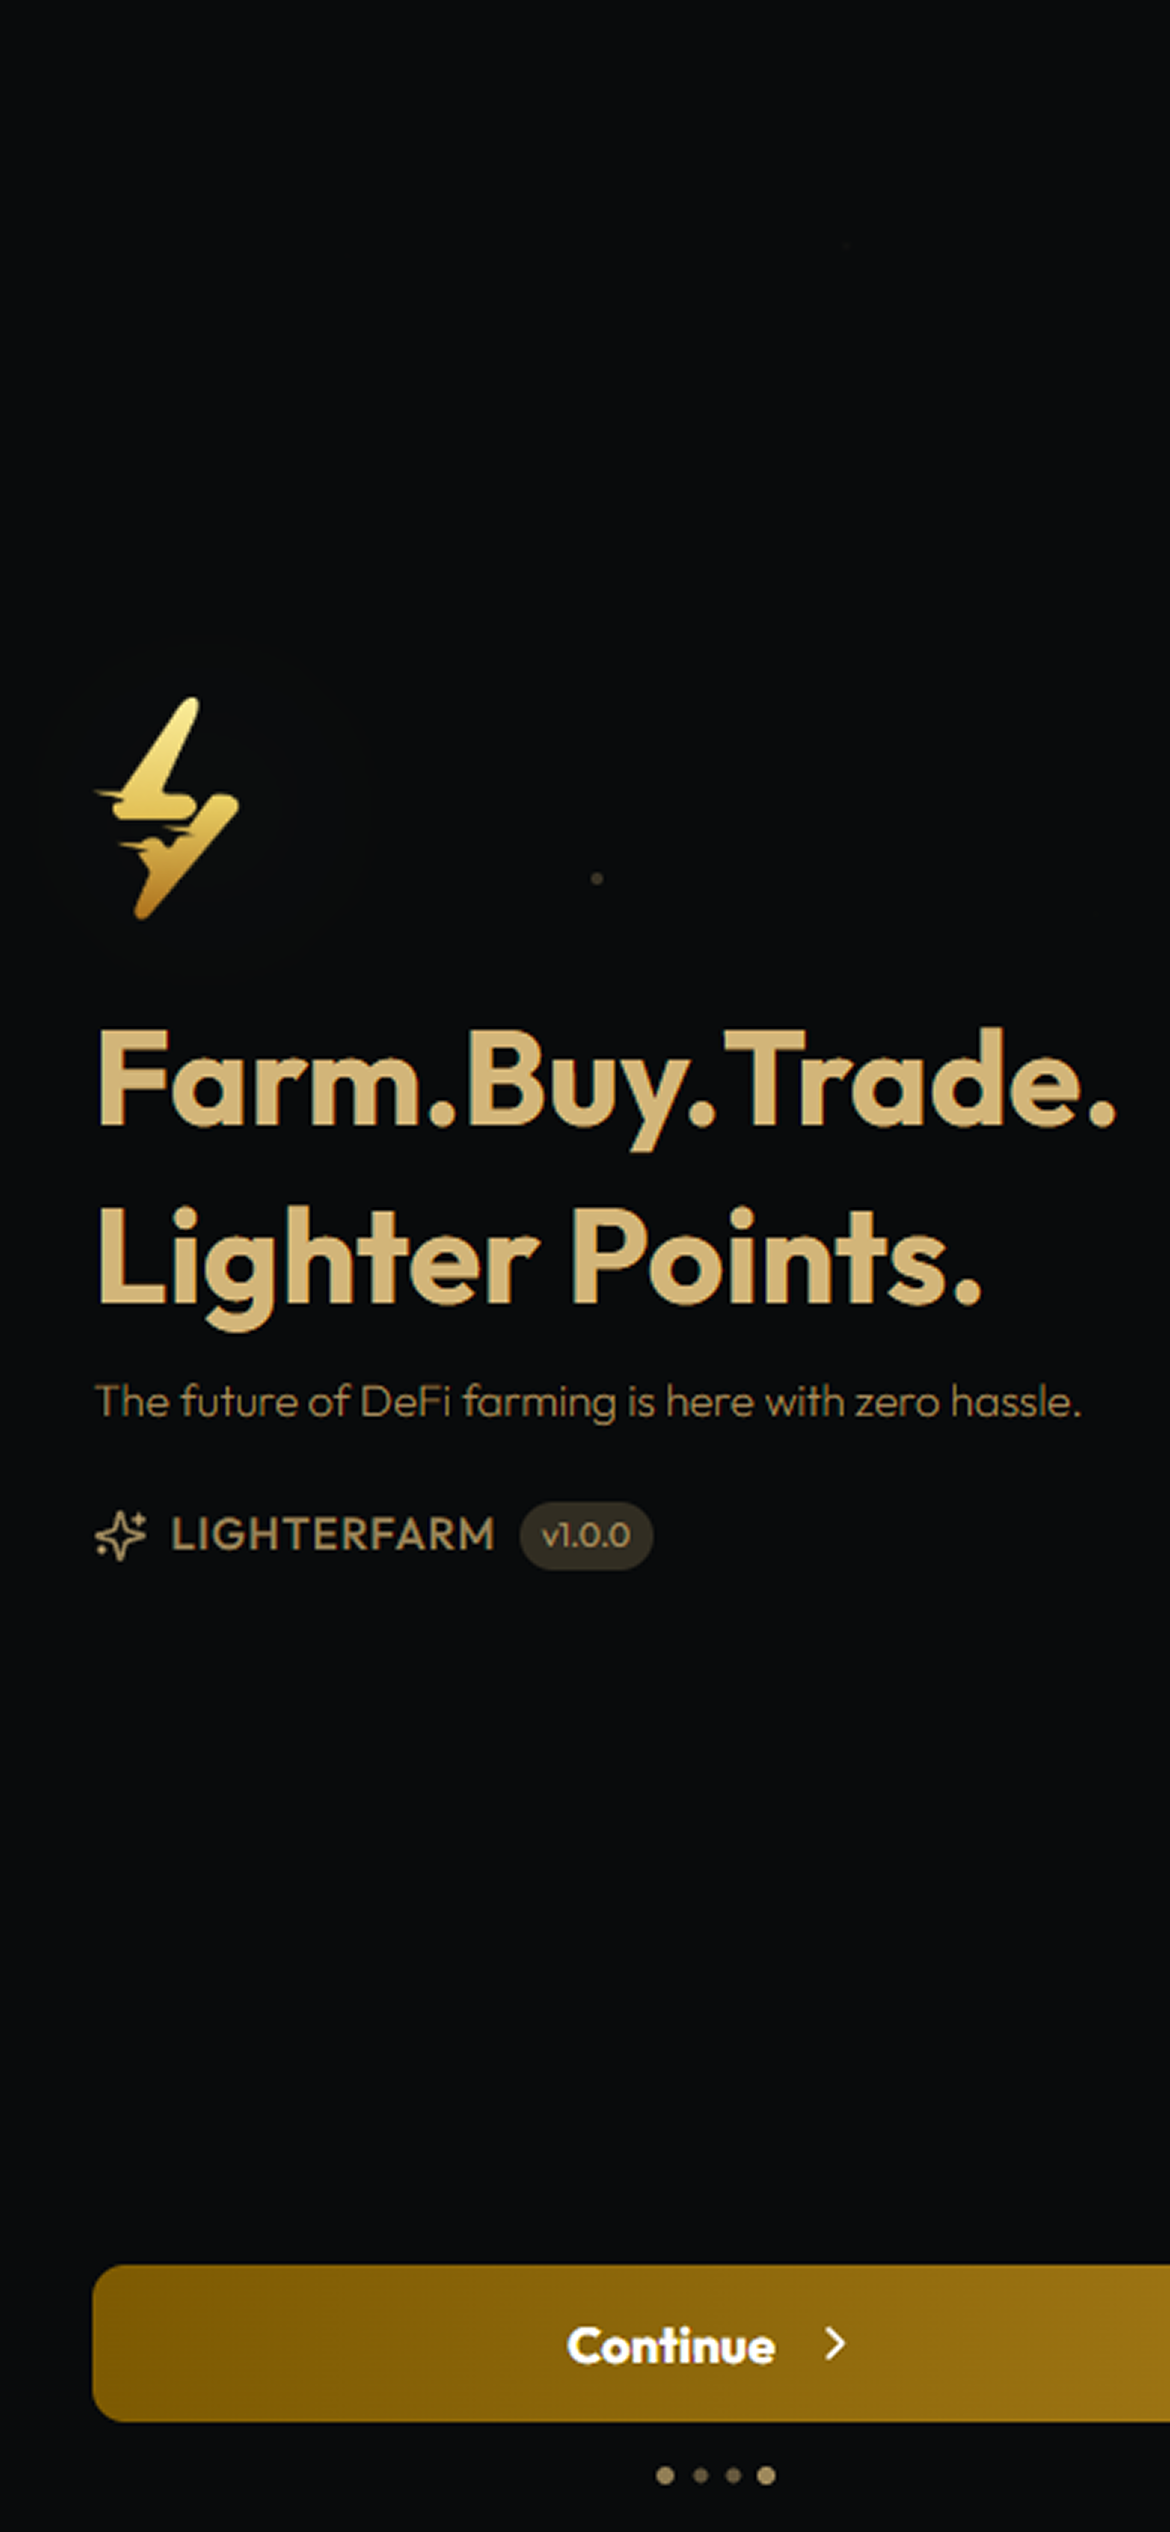 Farm.Buy.Trade.
Lighter Points.
The future of DeFi farming is here with zero hassle.
LIGHTERFARM v1.0.0
Continue